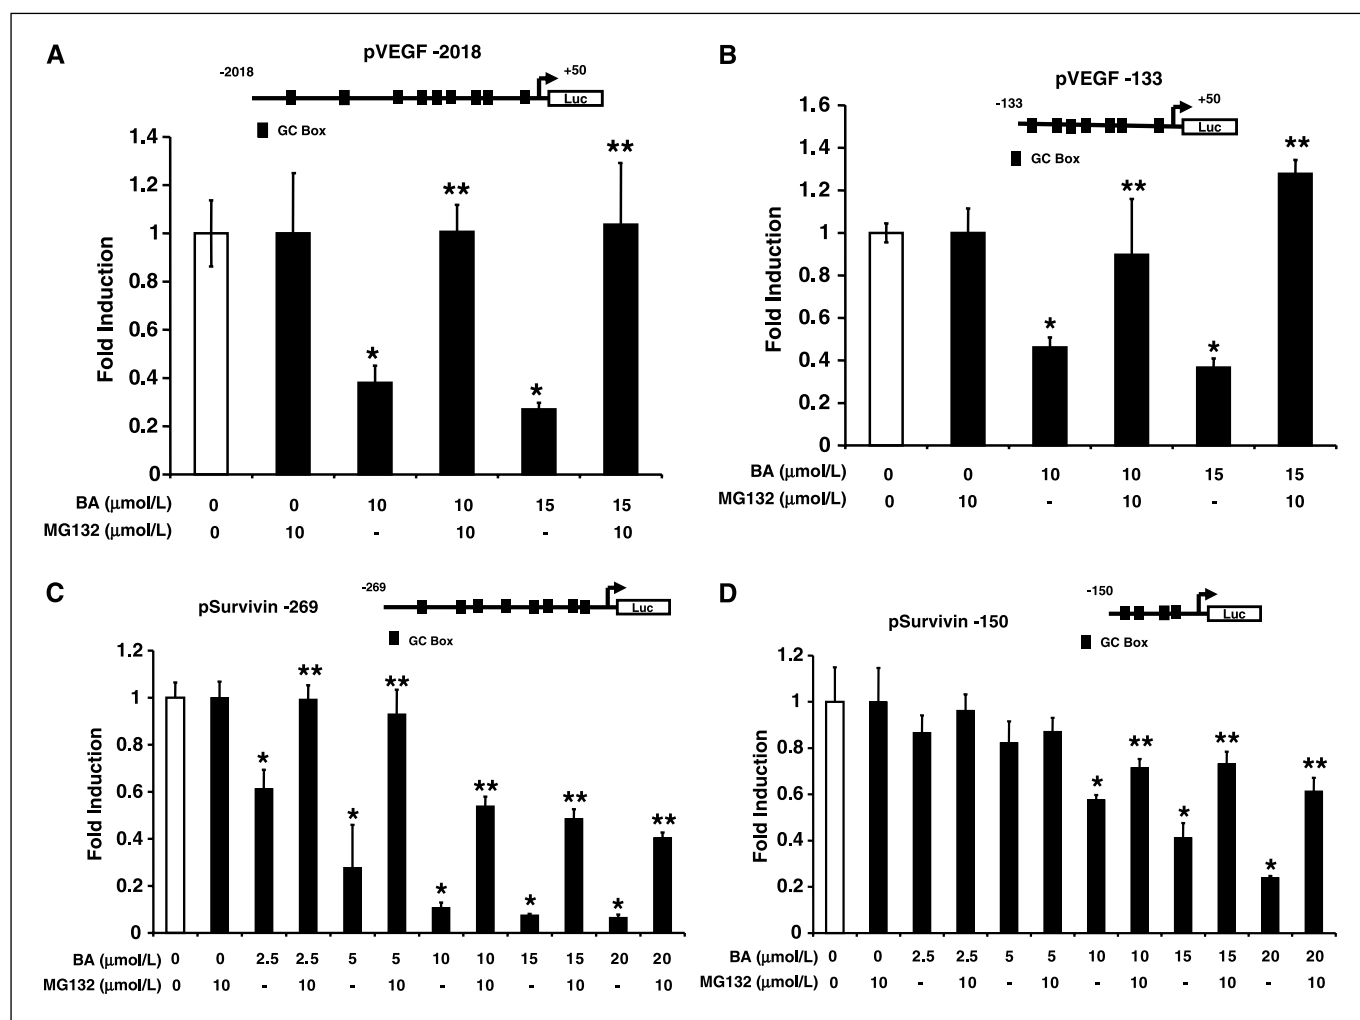 A
pVEGF -2018
-2018
+50
Luc
GC Box
1.4
1.2
1
0.8
0.6
0.4
0.2
0
Fold Induction
*
**
*
**
BA (μmol/L) 0 0 10 10 15 15
MG132 (μmol/L) 0 10 - 10 - 10
B
pVEGF -133
-133
+50
Luc
GC Box
1.6
1.4
1.2
1
0.8
0.6
0.4
0.2
0
Fold Induction
*
**
*
**
BA (μmol/L) 0 0 10 10 15 15
MG132 (μmol/L) 0 10 - 10 - 10
C
pSurvivin -269
-269
Luc
GC Box
1.2
1
0.8
0.6
0.4
0.2
0
Fold Induction
*
**
*
**
*
**
*
**
*
**
BA (μmol/L) 0 0 2.5 2.5 5 5 10 10 15 15 20 20
MG132 (μmol/L) 0 10 - 10 - 10 - 10 - 10 - 10
D
pSurvivin -150
-150
Luc
GC Box
1.2
1
0.8
0.6
0.4
0.2
0
Fold Induction
*
**
*
**
*
**
BA (μmol/L) 0 0 2.5 2.5 5 5 10 10 15 15 20 20
MG132 (μmol/L) 0 10 - 10 - 10 - 10 - 10 - 10